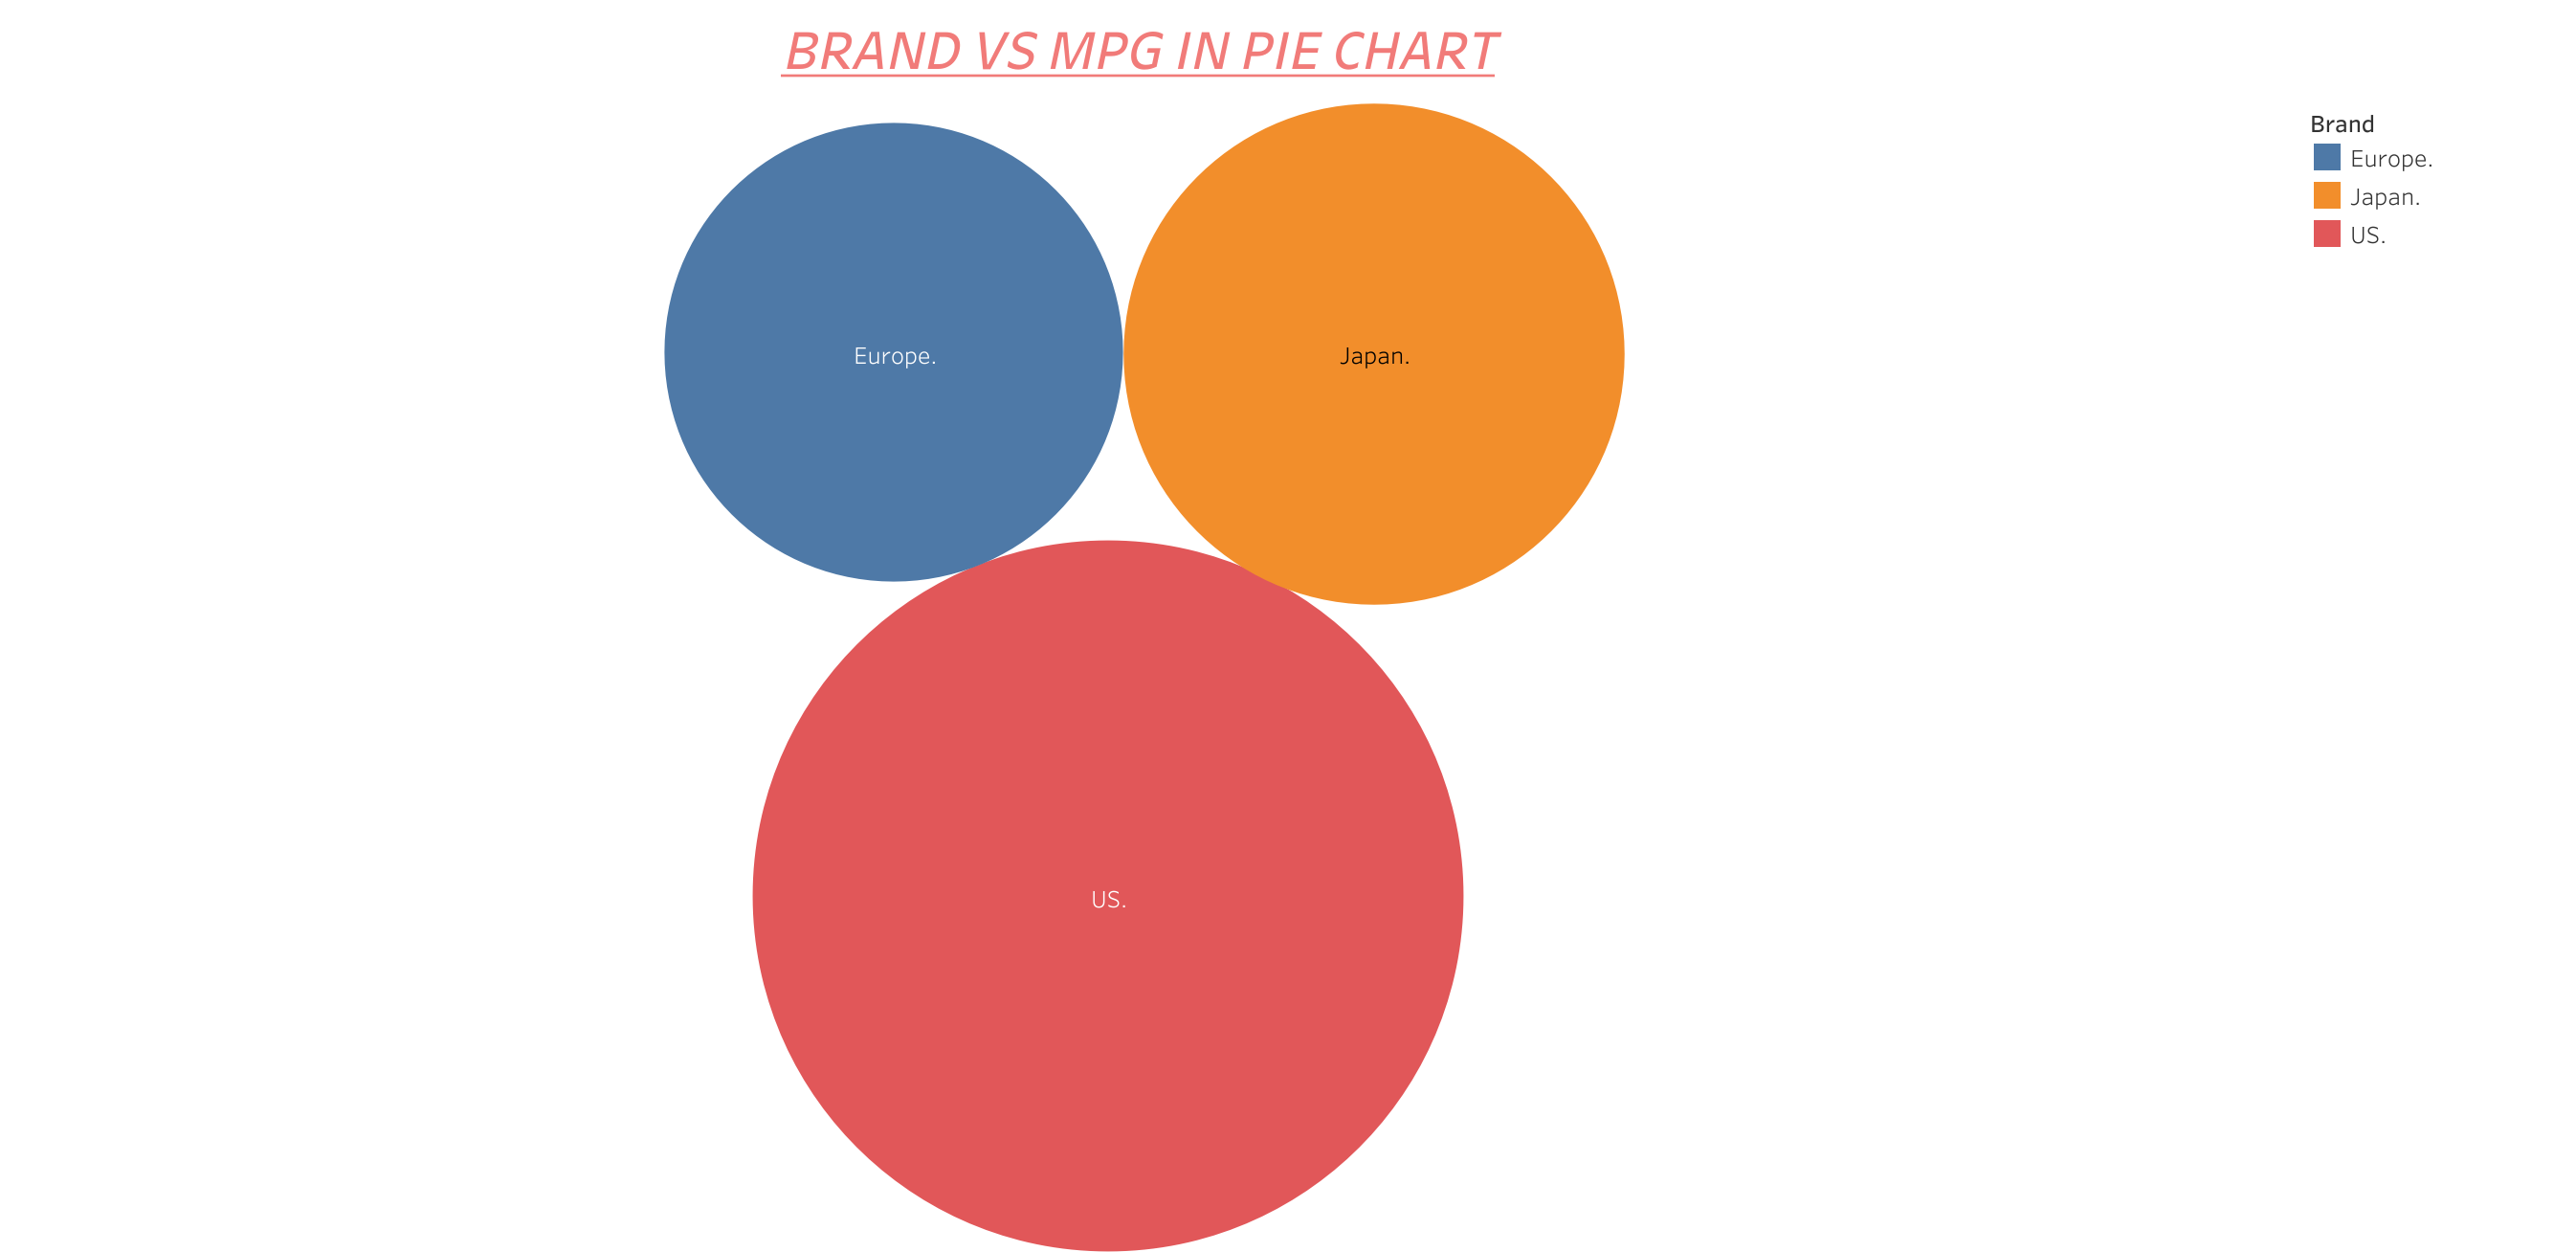 BRAND VS MPG IN PIE CHART
Brand
Europe.
Japan.
US.
Europe.
Japan.
US.